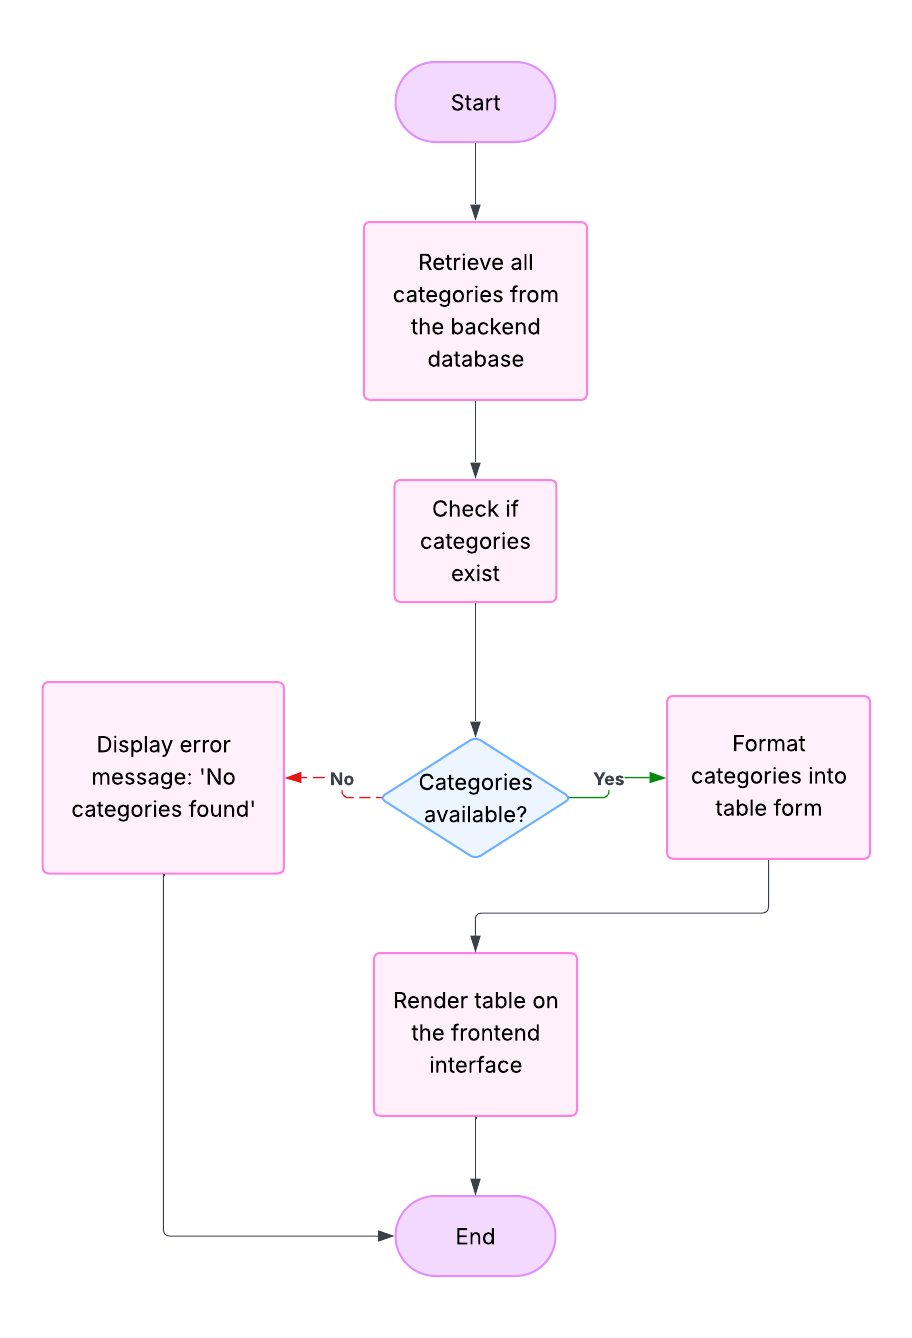 Start
Retrieve all
categories from
the backend
database
Check if
categories
exist
Display error
message: 'No
categories found'
No
Categories
available?
Yes
Format
categories into
table form
Render table on
the frontend
interface
End